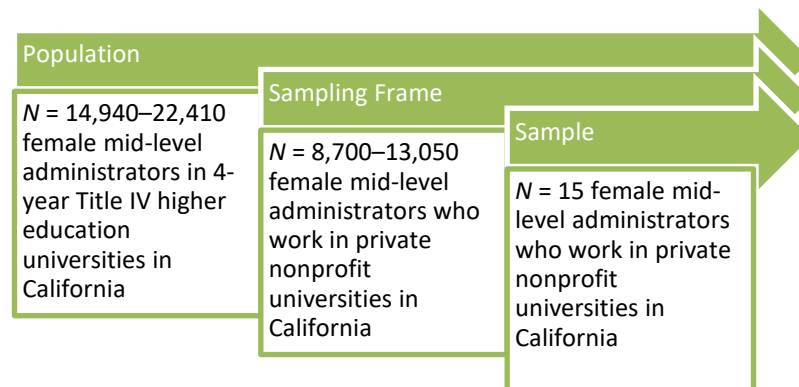 Population
N = 14,940–22,410
female mid-level
administrators in 4-
year Title IV higher
education
universities in
California
Sampling Frame
N = 8,700–13,050
female mid-level
administrators who
work in private
nonprofit
universities in
California
Sample
N = 15 female mid-
level administrators
who work in private
nonprofit
universities in
California